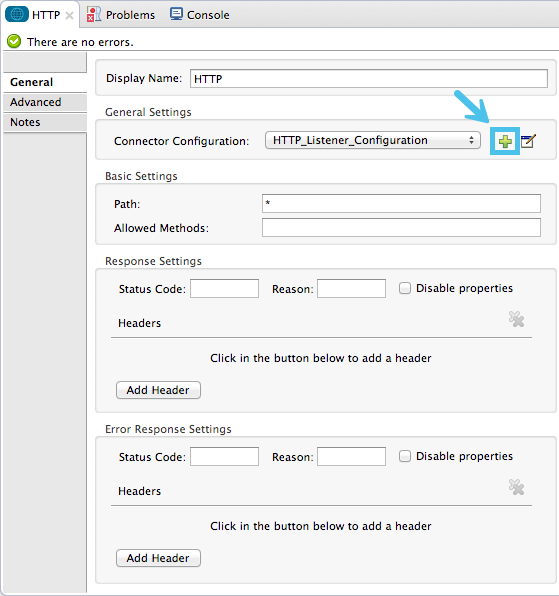 HTTP Problems Console
There are no errors.
General
Advanced
Notes
Display Name: HTTP
General Settings
Connector Configuration: HTTP_Listener_Configuration
Basic Settings
Path: *
Allowed Methods:
Response Settings
Status Code: Reason: Disable properties
Headers
Click in the button below to add a header
Add Header
Error Response Settings
Status Code: Reason: Disable properties
Headers
Click in the button below to add a header
Add Header